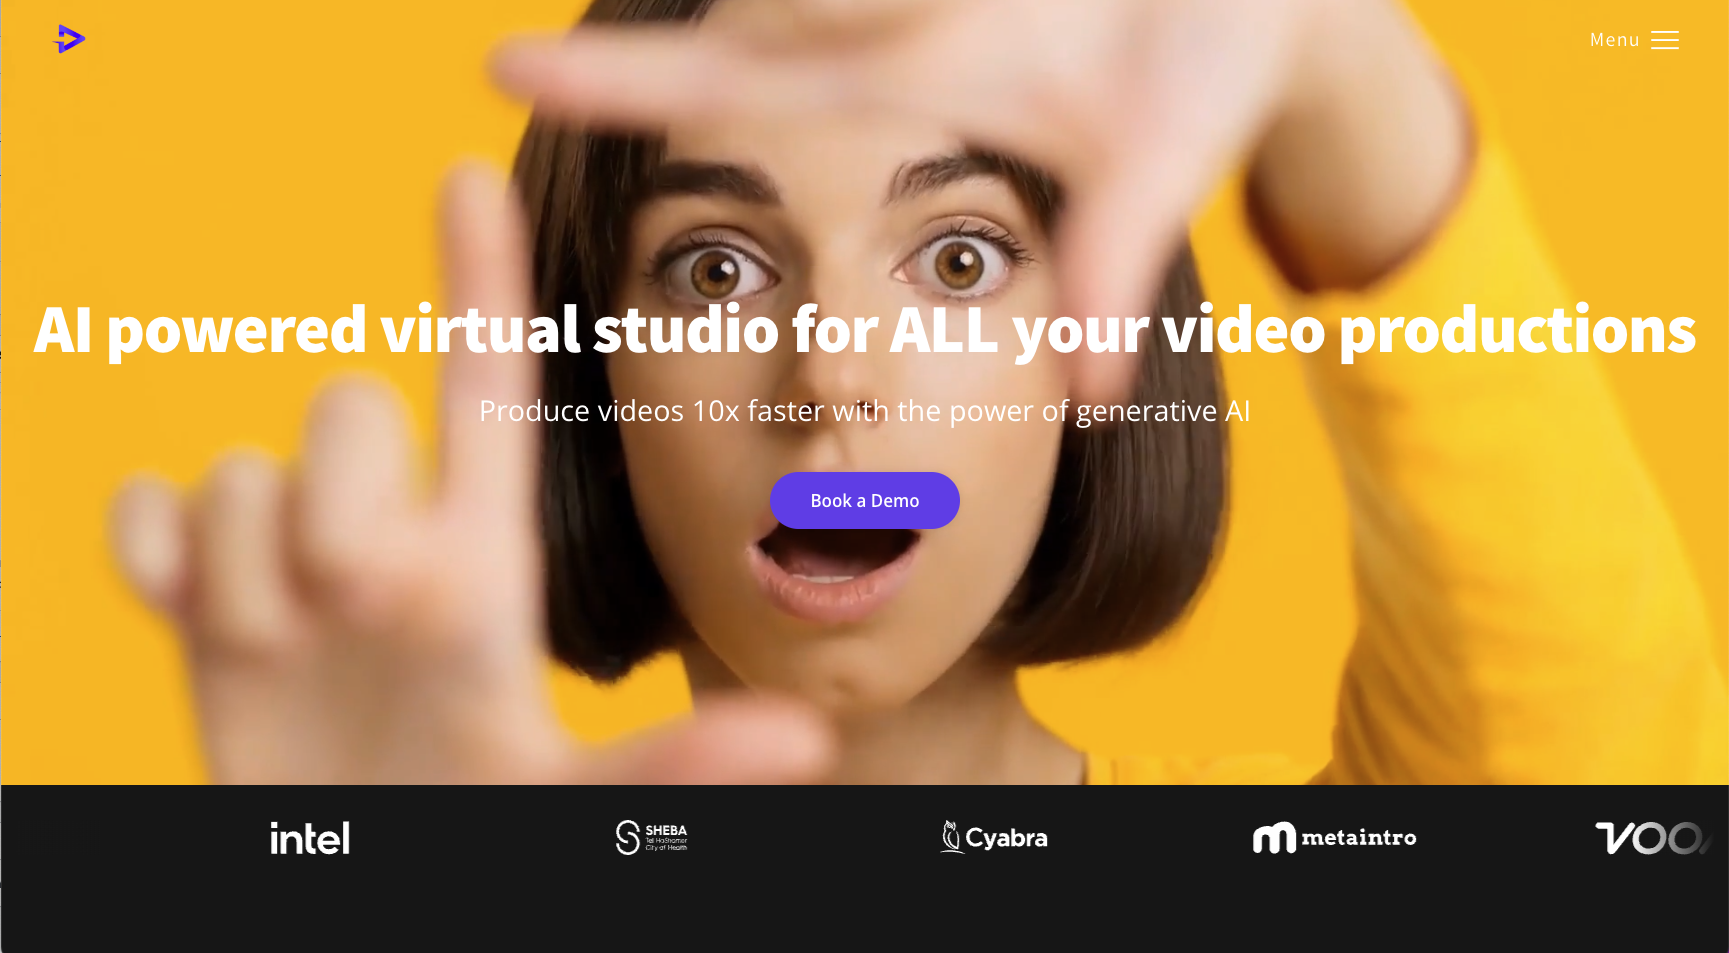 Menu
AI powered virtual studio for ALL your video productions
Produce videos 10x faster with the power of generative AI
Book a Demo
intel
SHEBA
Tel HaShomer
City of Health
Cyabra
metaintro
VOO